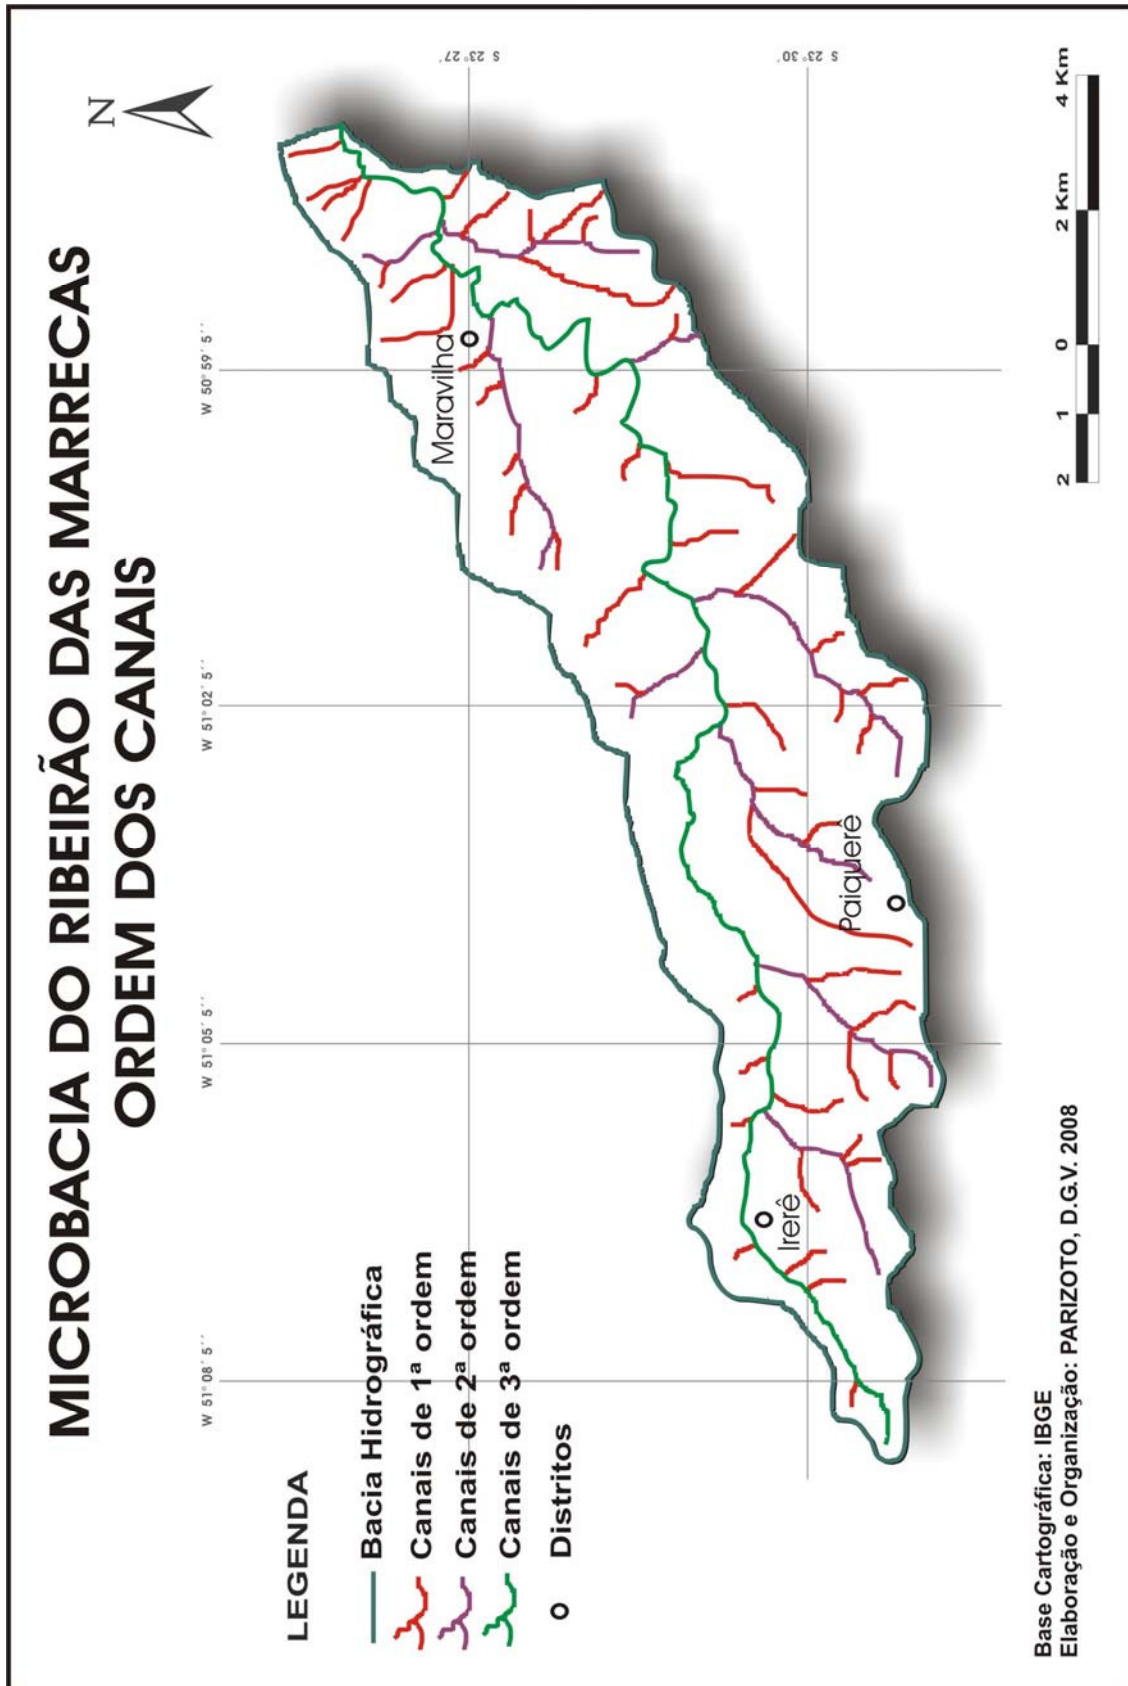 MICROBACIA DO RIBEIRÃO DAS MARRECAS
ORDEM DOS CANAIS
N
W 51° 08´ 5´´
W 51° 05´ 5´´
W 51° 02´ 5´´
W 50° 59´ 5´´
S 23° 27´
S 23° 30´
Maravilha
Paiquerê
Irerê
LEGENDA
Bacia Hidrográfica
Canais de 1ª ordem
Canais de 2ª ordem
Canais de 3ª ordem
Distritos
2 1 0 2 Km 4 Km
Base Cartográfica: IBGE
Elaboração e Organização: PARIZOTO, D.G.V. 2008